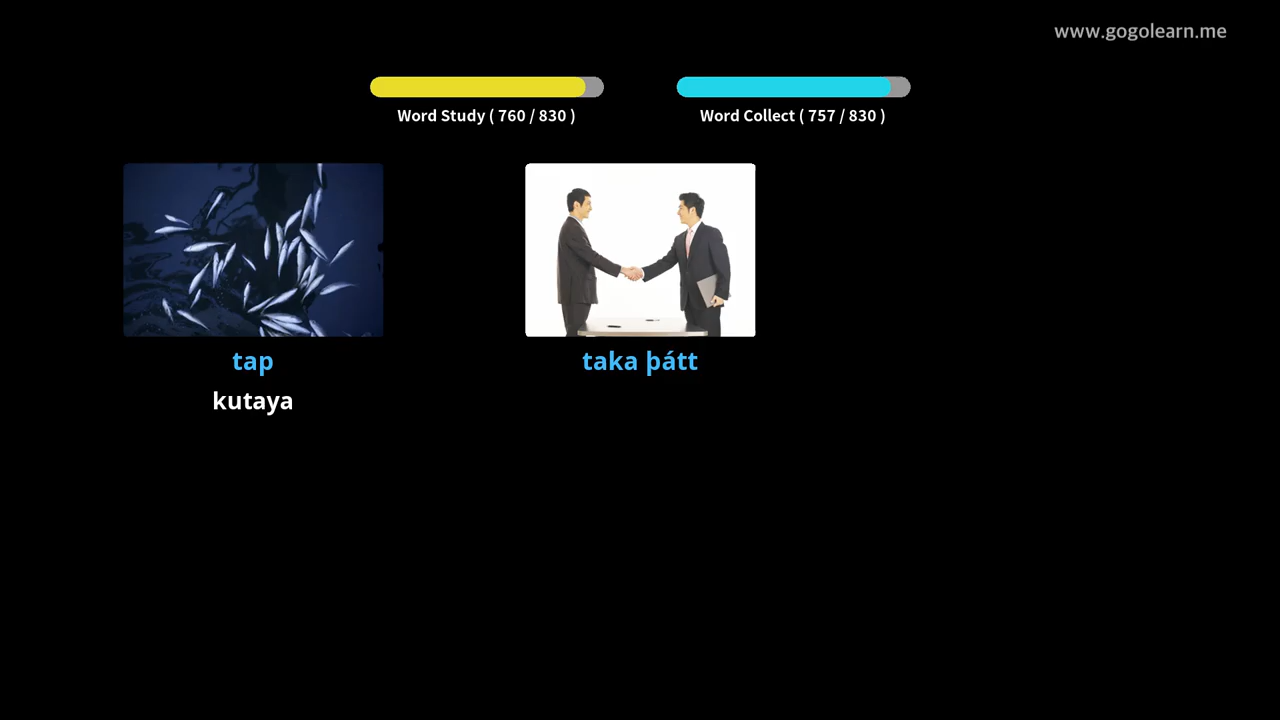 www.gogolearn.me
Word Study ( 760 / 830 )
Word Collect ( 757 / 830 )
tap
kutaya
taka þátt